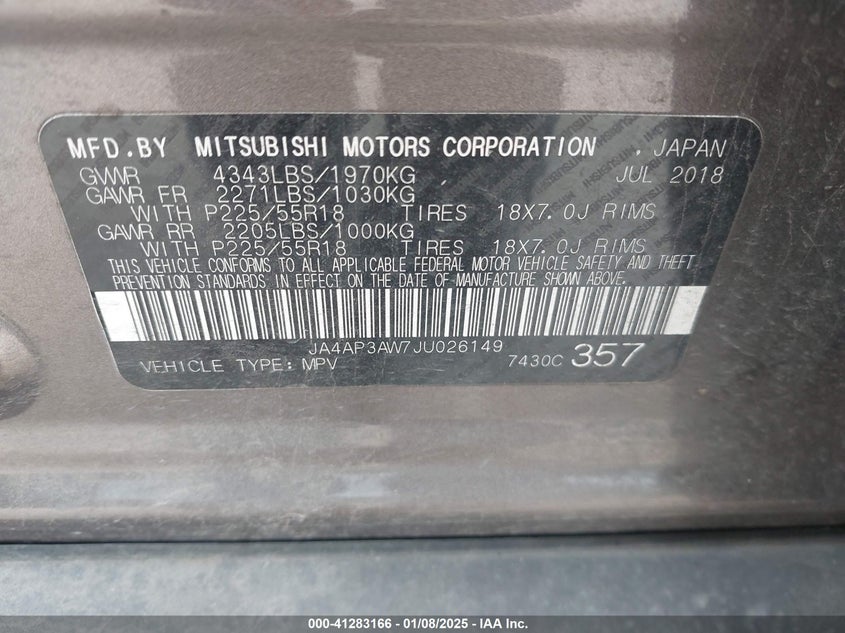 MFD.BY MITSUBISHI MOTORS CORPORATION , JAPAN
GVWR 4343LBS/1970KG JUL 2018
GAWR FR 2271LBS/1030KG
WITH P225/55R18 TIRES 18X7.0J RIMS
GAWR RR 2205LBS/1000KG
WITH P225/55R18 TIRES 18X7.0J RIMS
THIS VEHICLE CONFORMS TO ALL APPLICABLE FEDERAL MOTOR VEHICLE SAFETY AND THEFT
PREVENTION STANDARDS IN EFFECT ON THE DATE OF MANUFACTURE SHOWN ABOVE.
JA4AP3AW7JU026149
VEHICLE TYPE: MPV 7430C 357
000-41283166 - 01/08/2025 - IAA Inc.